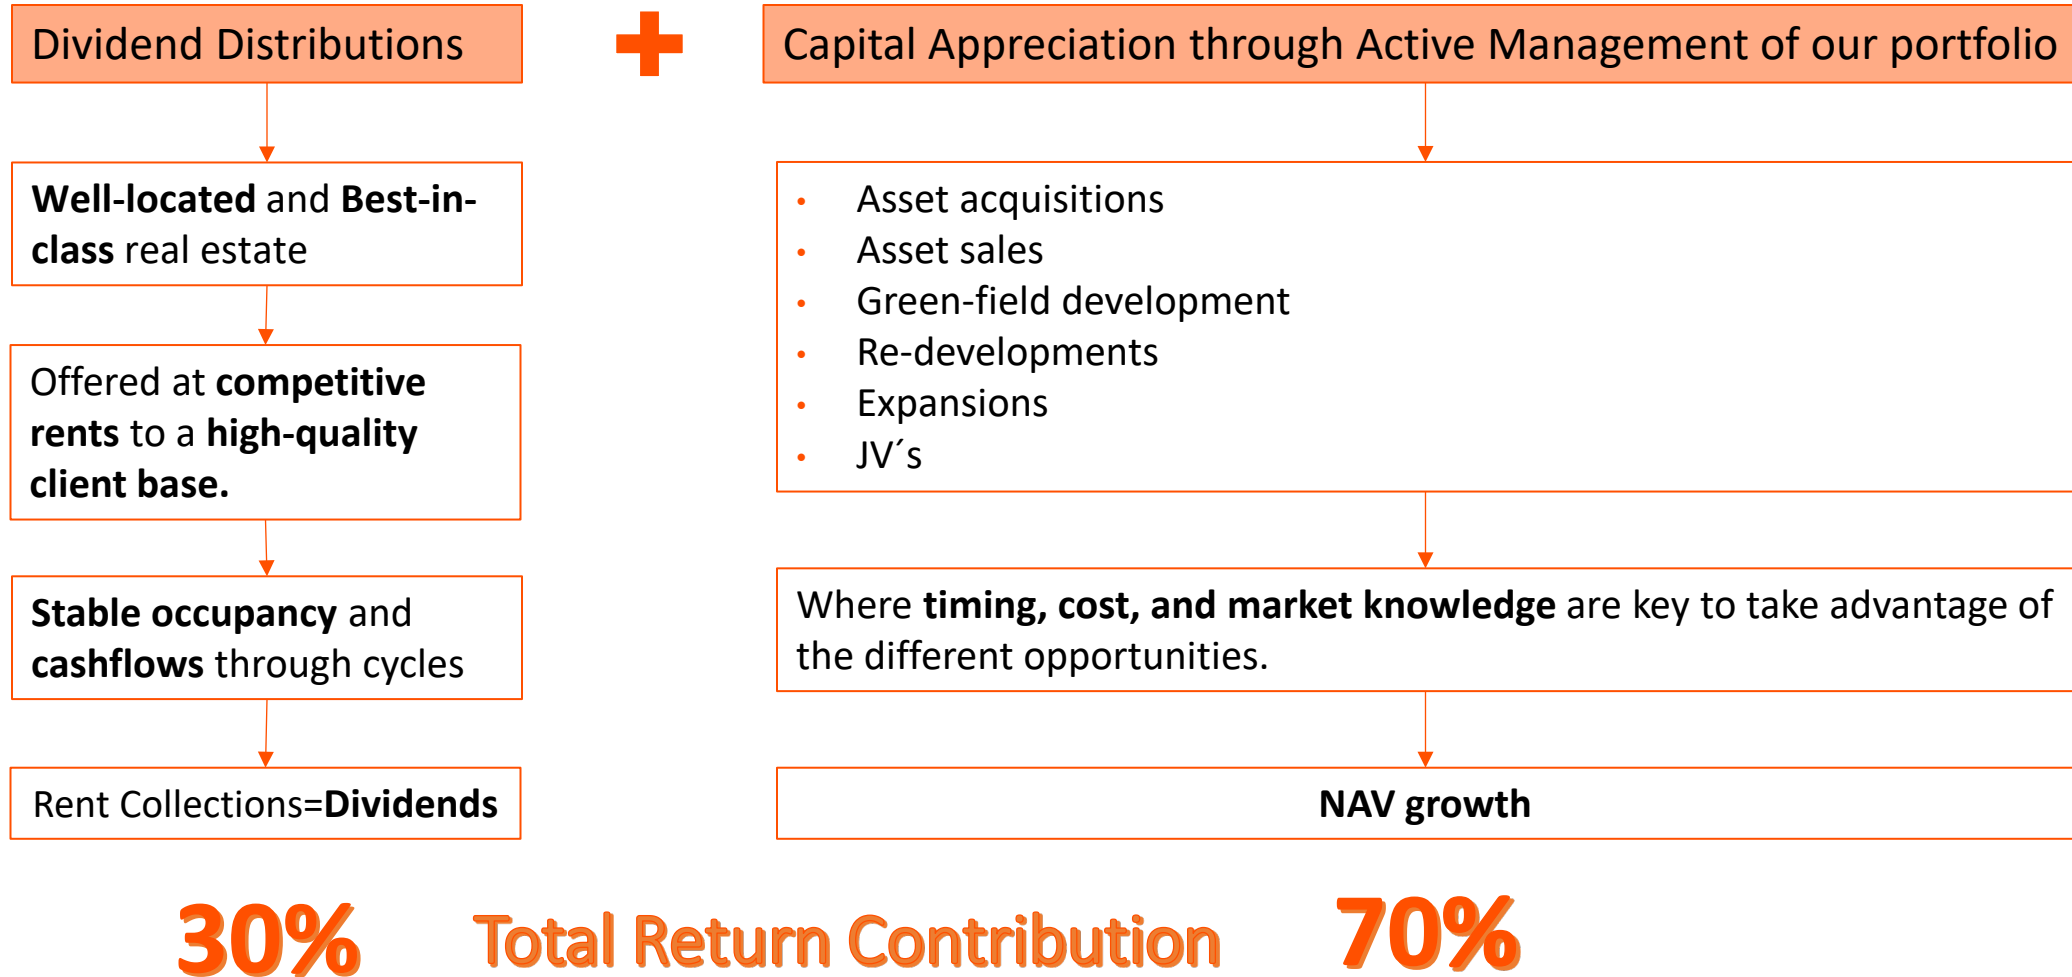 Dividend Distributions
Well-located and Best-in-
class real estate
Offered at competitive
rents to a high-quality
client base.
Stable occupancy and
cashflows through cycles
Rent Collections=Dividends
Capital Appreciation through Active Management of our portfolio
• Asset acquisitions
• Asset sales
• Green-field development
• Re-developments
• Expansions
• JV´s
Where timing, cost, and market knowledge are key to take advantage of
the different opportunities.
NAV growth
30% Total Return Contribution 70%